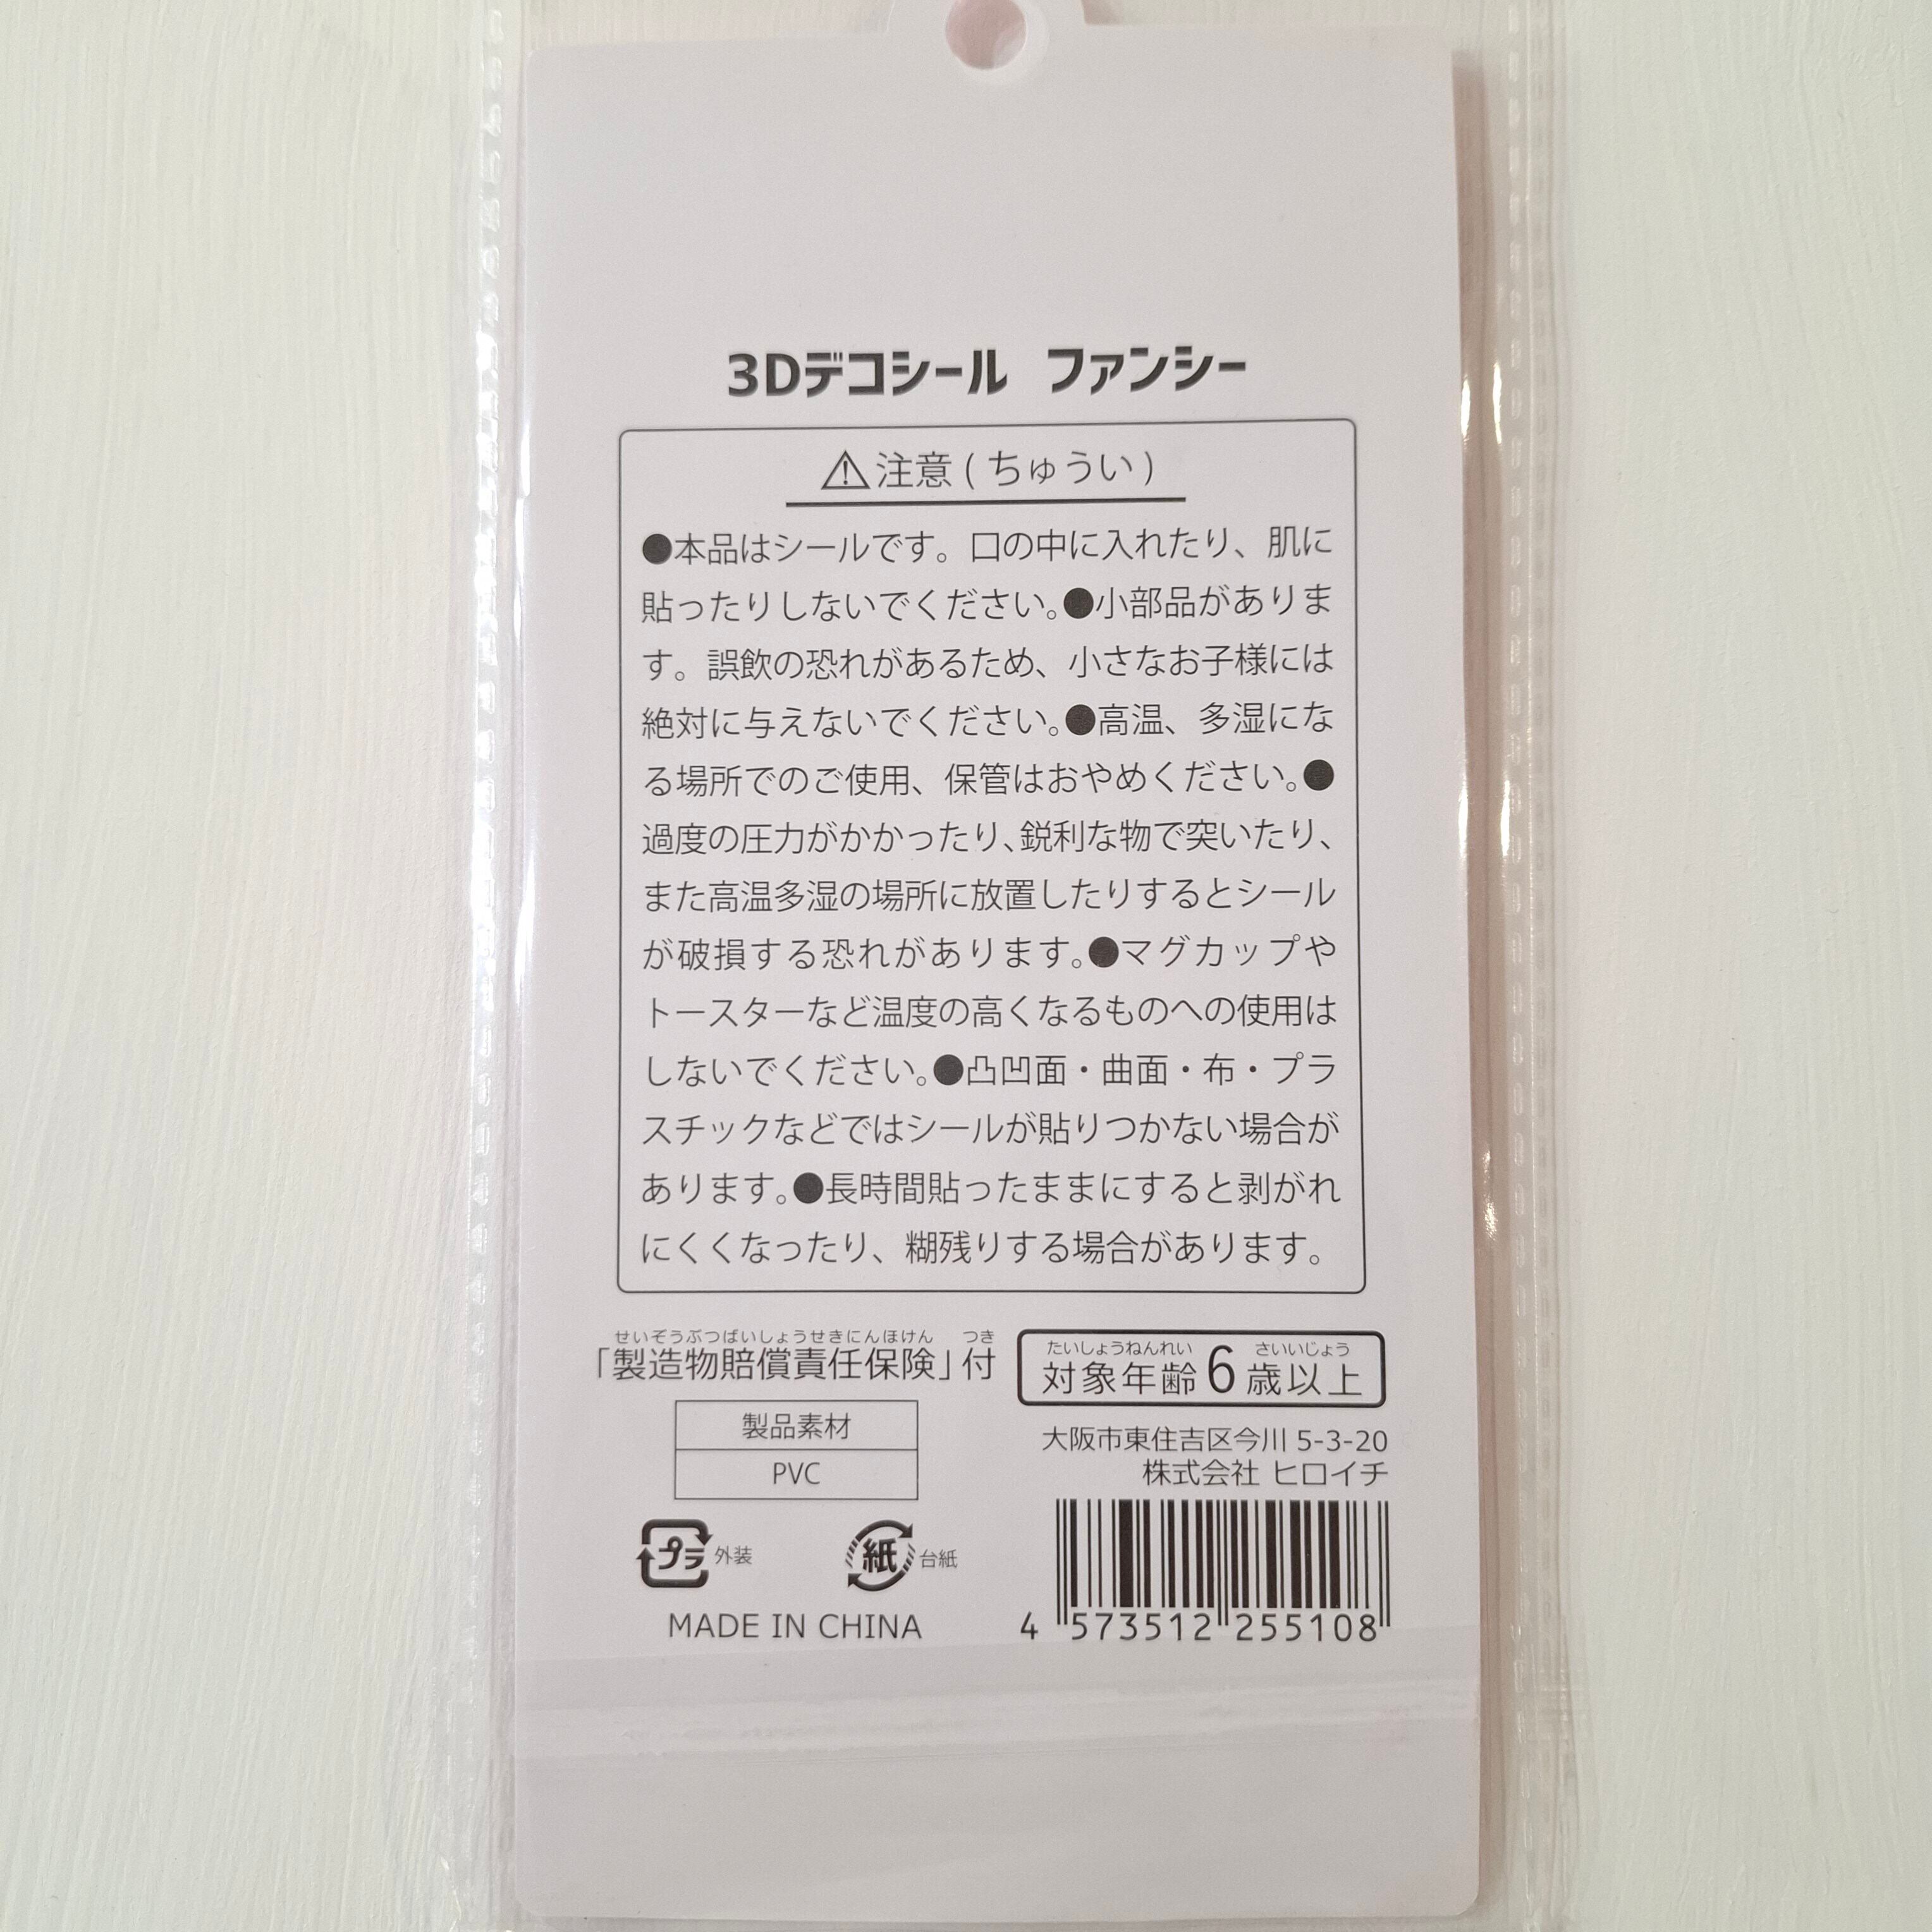 3Dデコシール ファンシー
⚠注意(ちゅうい)
●本品はシールです。口の中に入れたり、肌に
貼ったりしないでください。●小部品がありま
す。誤飲の恐れがあるため、小さなお子様には
絶対に与えないでください。●高温、多湿にな
る場所でのご使用、保管はおやめください。●
過度の圧力がかかったり、鋭利な物で突いたり、
また高温多湿の場所に放置したりするとシール
が破損する恐れがあります。●マグカップや
トースターなど温度の高くなるものへの使用は
しないでください。●凸凹面・曲面・布・プラ
スチックなどではシールが貼りつかない場合が
あります。●長時間貼ったままにすると剥がれ
にくくなったり、糊残りする場合があります。
せいぞうぶつばいしょうせきにんほけん つき
「製造物賠償責任保険」付
たいしょうねんれい さいいじょう
対象年齢6歳以上
製品素材
PVC
大阪市東住吉区今川 5-3-20
株式会社 ヒロイチ
プラ 外装
紙 台紙
MADE IN CHINA
4 573512 255108